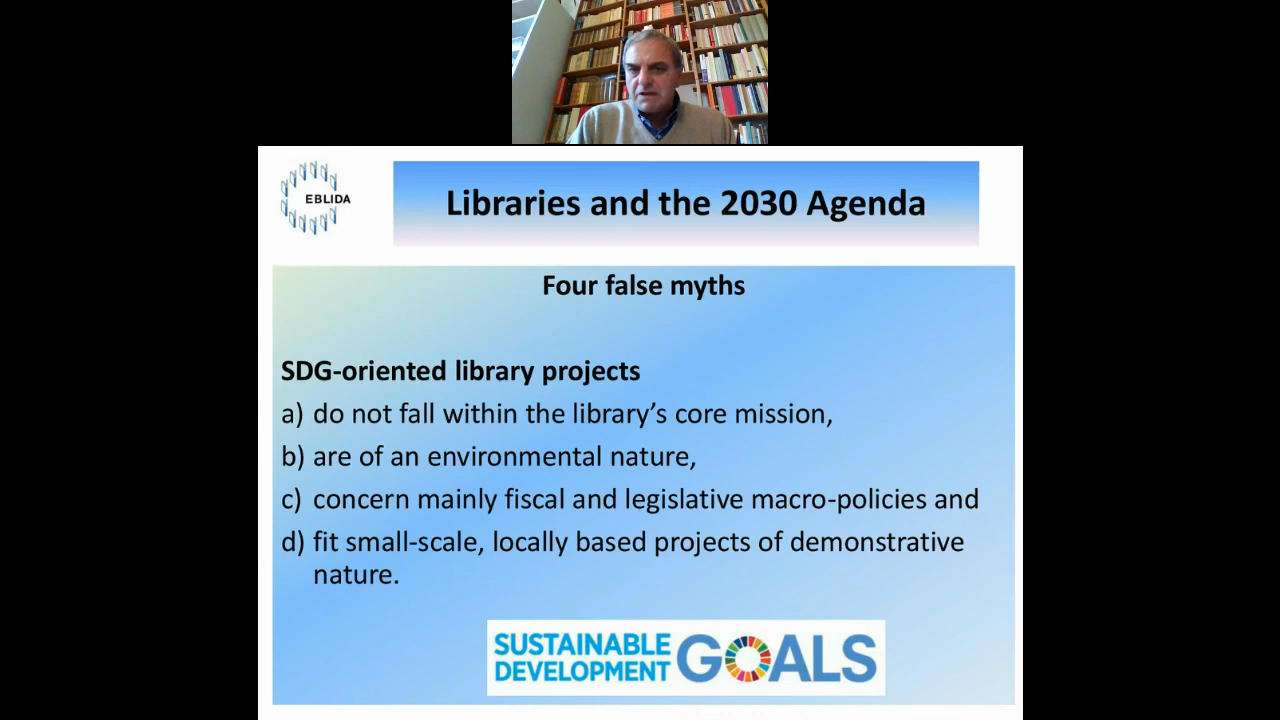 EBLIDA
Libraries and the 2030 Agenda
Four false myths
SDG-oriented library projects
a) do not fall within the library’s core mission,
b) are of an environmental nature,
c) concern mainly fiscal and legislative macro-policies and
d) fit small-scale, locally based projects of demonstrative
nature.
SUSTAINABLE
DEVELOPMENT
GOALS